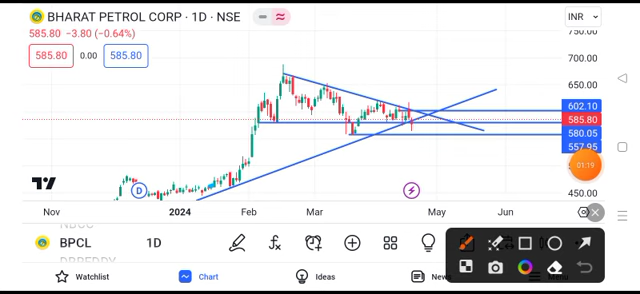 BHARAT PETROL CORP · 1D · NSE
INR
750.00
585.80 −3.80 (−0.64%)
585.80 0.00 585.80
700.00
650.00
602.10
585.80
580.05
557.95
01:19
D
450.00
Nov 2024 Feb Mar May Jun
BPCL 1D
Watchlist Chart Ideas News